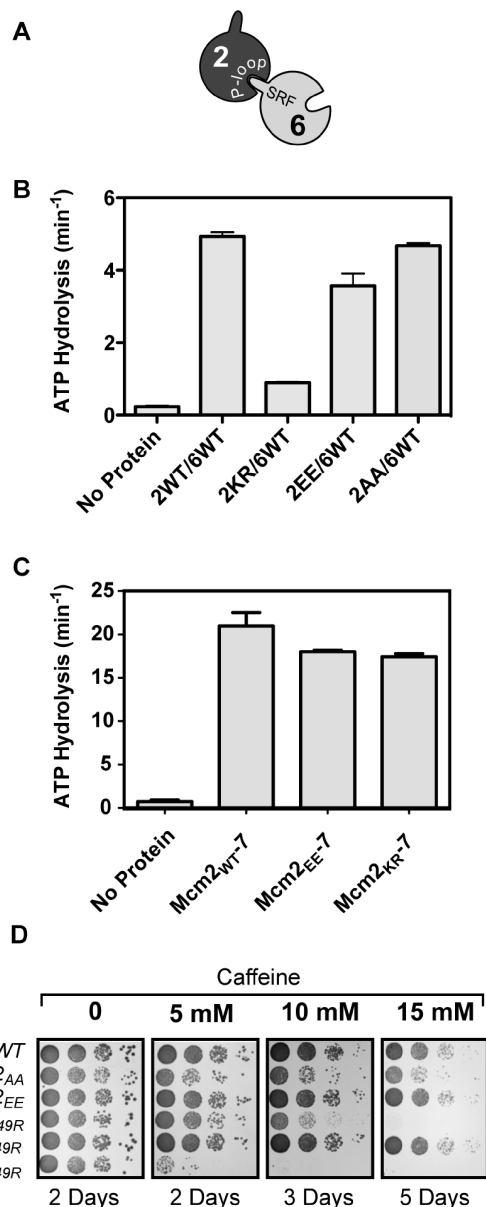 A
2
P-loop
SRF
6
B
ATP Hydrolysis (min-1)
6
4
2
0
No Protein
2WT/6WT
2KR/6WT
2EE/6WT
2AA/6WT
C
ATP Hydrolysis (min-1)
25
20
15
10
5
0
No Protein
Mcm2WT-7
Mcm2EE-7
Mcm2KR-7
D
Caffeine
0
5 mM
10 mM
15 mM
WT
2AA
2EE
49R
49R
49R
2 Days
2 Days
3 Days
5 Days